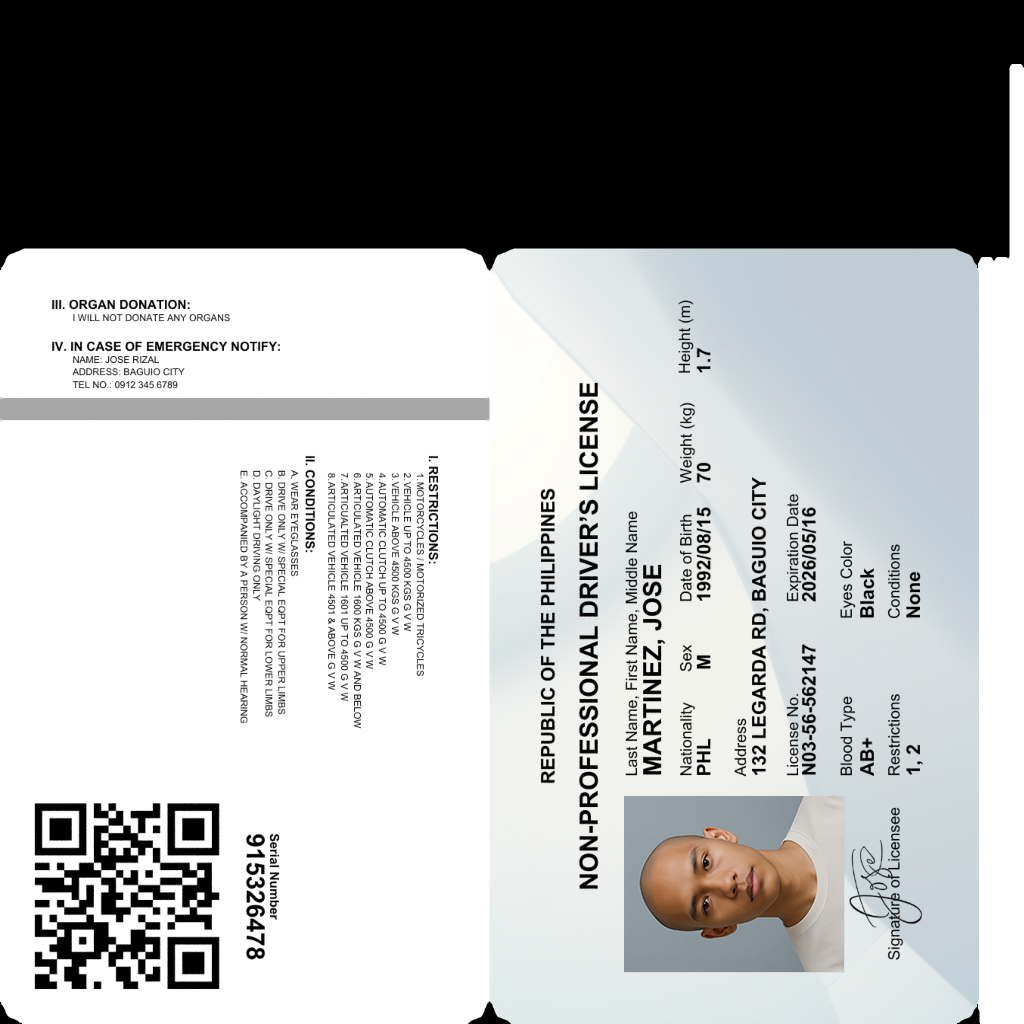 III. ORGAN DONATION:
I WILL NOT DONATE ANY ORGANS
IV. IN CASE OF EMERGENCY NOTIFY:
NAME: JOSE RIZAL
ADDRESS: BAGUIO CITY
TEL NO.: 0912 345 6789
I. RESTRICTIONS:
1.MOTORCYCLES / MOTORIZED TRICYCLES
2.VEHICLE UP TO 4500 KGS G V W
3.VEHICLE ABOVE 4500 KGS G V W
4.AUTOMATIC CLUTCH UP TO 4500 G V W
5.AUTOMATIC CLUTCH ABOVE 4500 G V W
6.ARTICULATED VEHICLE 1600 KGS G V W AND BELOW
7.ARTICUALTED VEHICLE 1601 UP TO 4500 G V W
8.ARTICULATED VEHICLE 4501 & ABOVE G V W
II. CONDITIONS:
A. WEAR EYEGLASSES
B. DRIVE ONLY W/ SPECIAL EQPT FOR UPPER LIMBS
C. DRIVE ONLY W/ SPECIAL EQPT FOR LOWER LIMBS
D. DAYLIGHT DRIVING ONLY
E. ACCOMPANIED BY A PERSON W/ NORMAL HEARING
Serial Number
915326478
REPUBLIC OF THE PHILIPPINES
NON-PROFESSIONAL DRIVER'S LICENSE
Last Name, First Name, Middle Name
MARTINEZ, JOSE
Nationality Sex Date of Birth Weight (kg) Height (m)
PHL M 1992/08/15 70 1.7
Address
132 LEGARDA RD, BAGUIO CITY
License No. Expiration Date
N03-56-562147 2026/05/16
Blood Type Eyes Color
AB+ Black
Restrictions Conditions
1, 2 None
Jose
Signature of Licensee